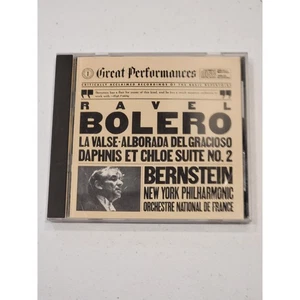 Great Performances
RAVEL
BOLERO
LA VALSE·ALBORADA DEL GRACIOSO
DAPHNIS ET CHLOE SUITE NO. 2
BERNSTEIN
NEW YORK PHILHARMONIC
ORCHESTRE NATIONAL DE FRANCE